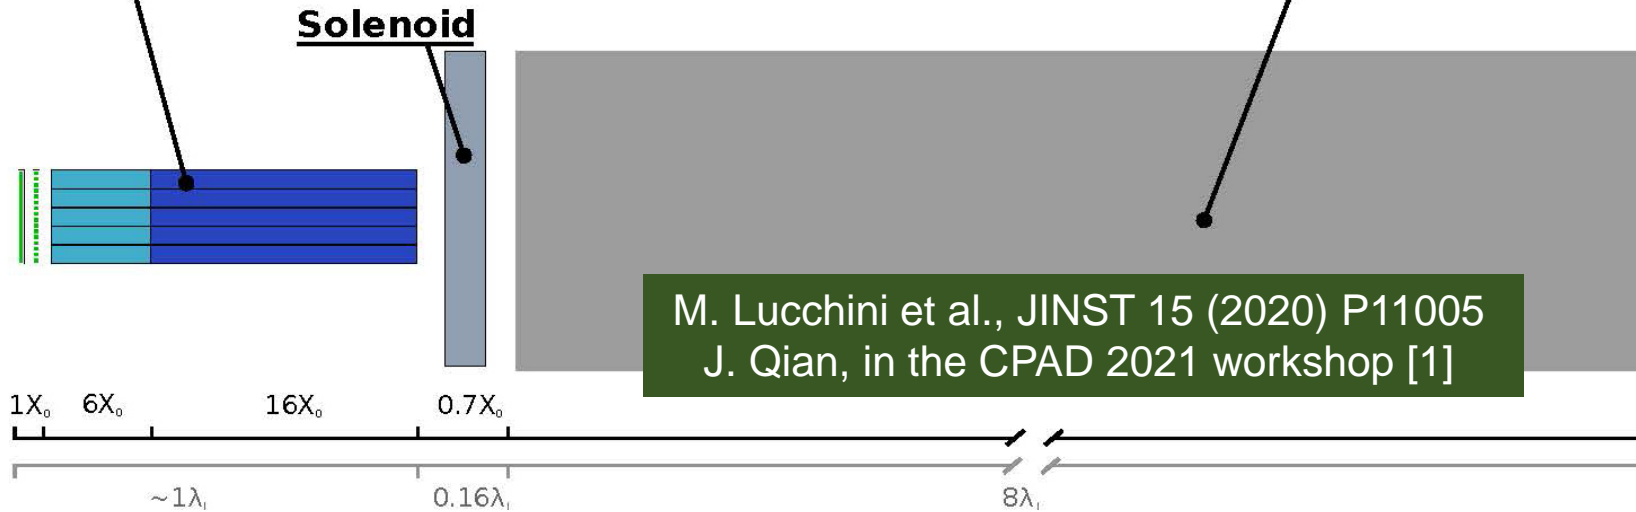 Solenoid
M. Lucchini et al., JINST 15 (2020) P11005
J. Qian, in the CPAD 2021 workshop [1]
1X₀ 6X₀ 16X₀ 0.7X₀
~1λI 0.16λI 8λI